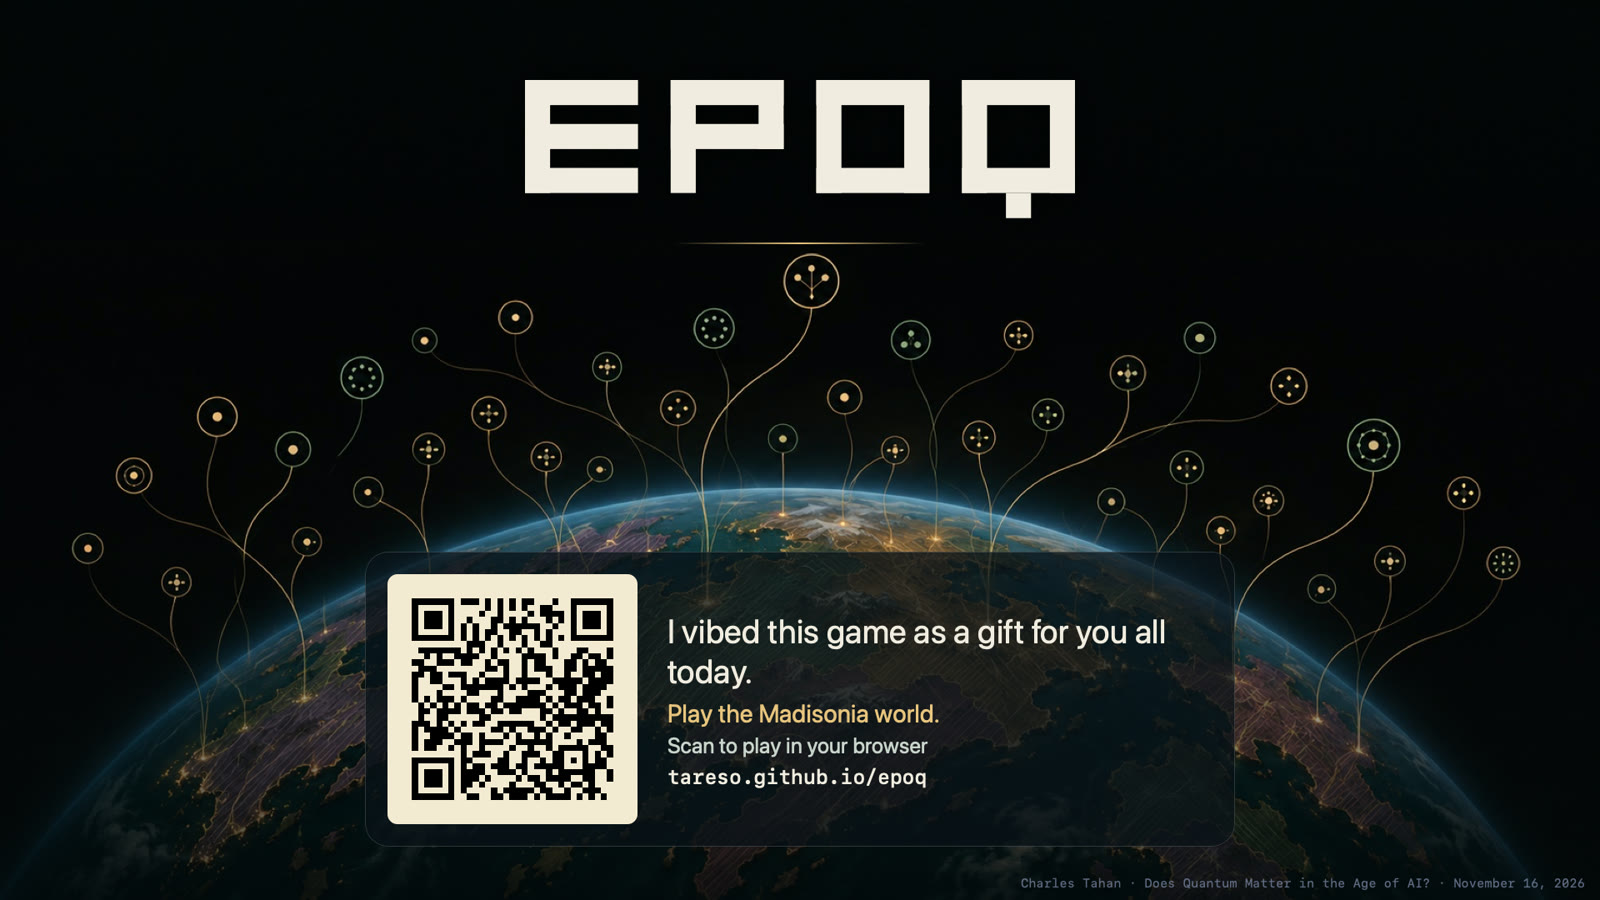 EPOQ
I vibed this game as a gift for you all
today.
Play the Madisonia world.
Scan to play in your browser
tareso.github.io/epoq
Charles Tahan · Does Quantum Matter in the Age of AI? · November 16, 2026